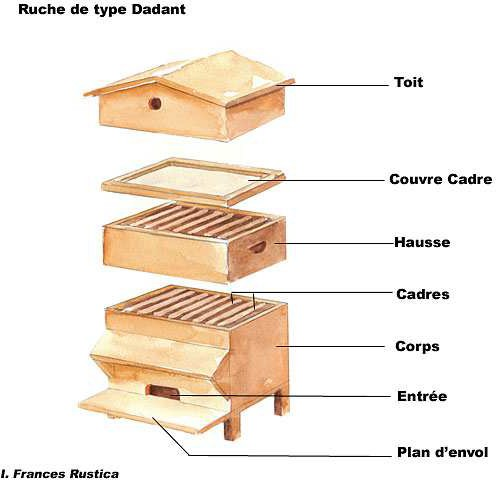 Ruche de type Dadant
Toit
Couvre Cadre
Hausse
Cadres
Corps
Entrée
Plan d'envol
I. Frances Rustica